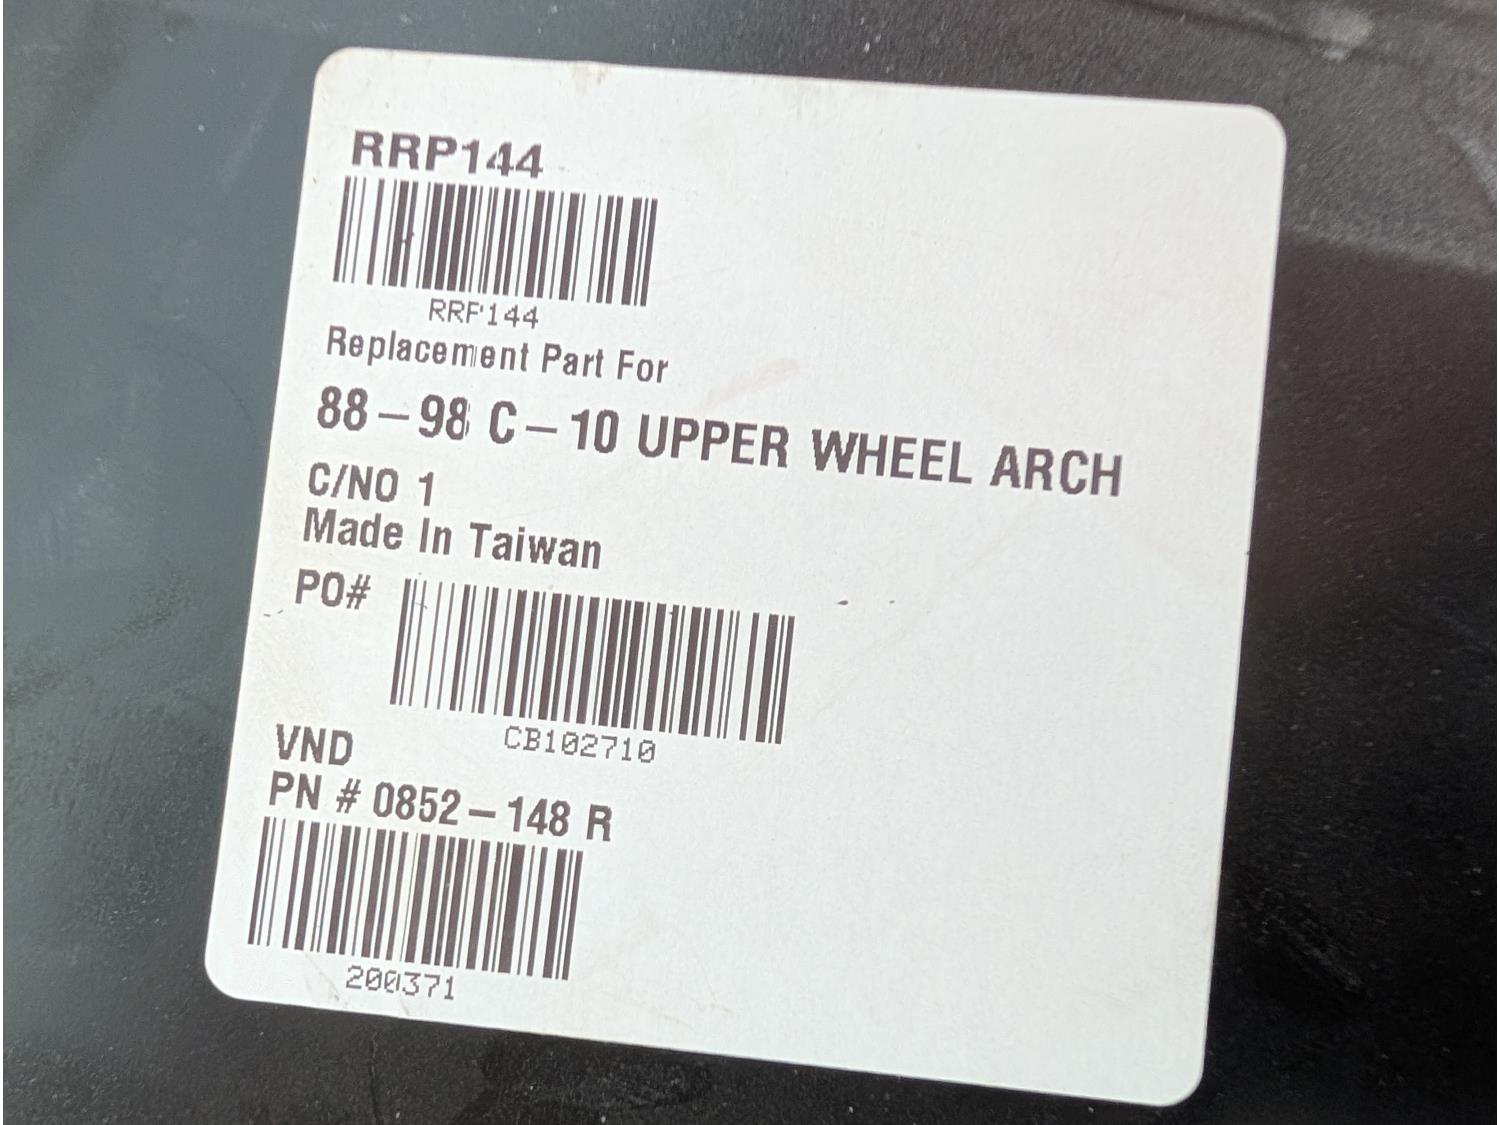 RRP144
RRP144
Replacement Part For
88-98 C-10 UPPER WHEEL ARCH
C/NO 1
Made In Taiwan
PO#
CB102710
VND
PN # 0852-148 R
200371